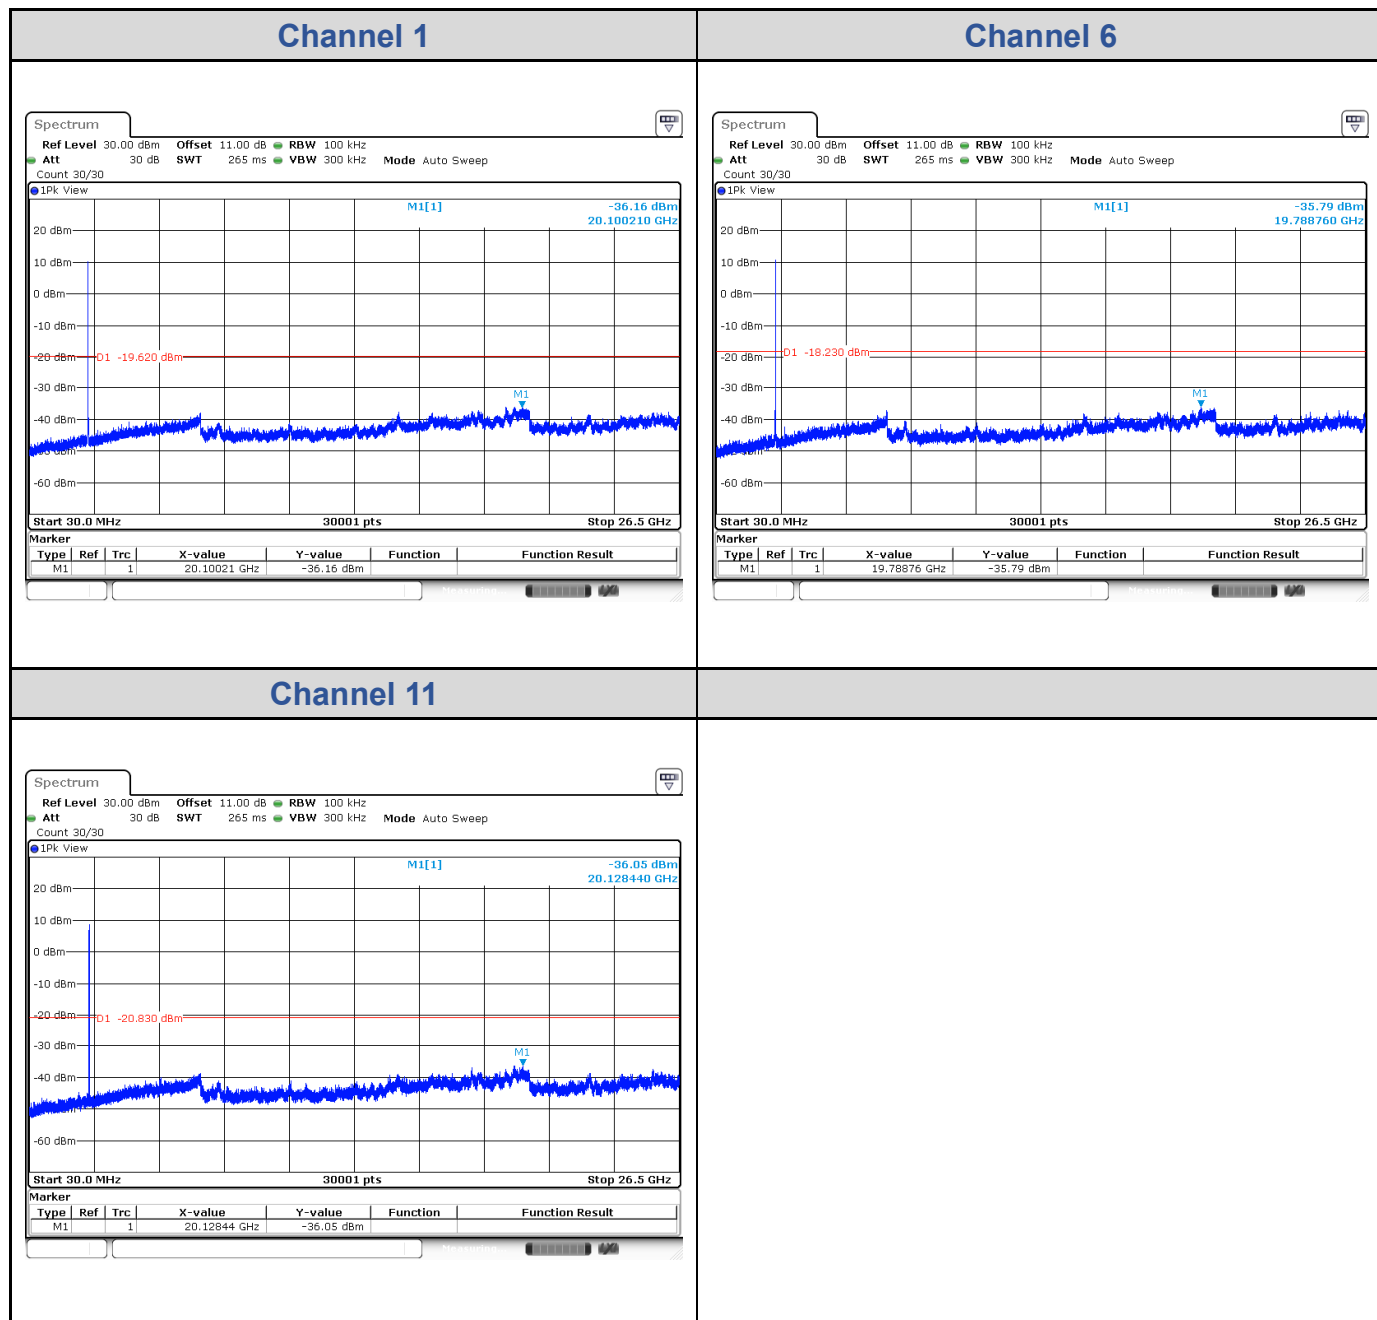 Channel 1
Channel 6
Spectrum
Ref Level 30.00 dBm Offset 11.00 dB RBW 100 kHz
Att 30 dB SWT 265 ms VBW 300 kHz Mode Auto Sweep
Count 30/30
1Pk View
M1[1] -36.16 dBm
20.100210 GHz
20 dBm
10 dBm
0 dBm
-10 dBm
-20 dBm
D1 -19.620 dBm
-30 dBm
M1
-40 dBm
-60 dBm
Start 30.0 MHz 30001 pts Stop 26.5 GHz
Marker
Type Ref Trc X-value Y-value Function Function Result
M1 1 20.10021 GHz -36.16 dBm
Measuring...
Spectrum
Ref Level 30.00 dBm Offset 11.00 dB RBW 100 kHz
Att 30 dB SWT 265 ms VBW 300 kHz Mode Auto Sweep
Count 30/30
1Pk View
M1[1] -35.79 dBm
19.788760 GHz
20 dBm
10 dBm
0 dBm
-10 dBm
D1 -18.230 dBm
-20 dBm
-30 dBm
M1
-40 dBm
-60 dBm
Start 30.0 MHz 30001 pts Stop 26.5 GHz
Marker
Type Ref Trc X-value Y-value Function Function Result
M1 1 19.78876 GHz -35.79 dBm
Measuring...
Channel 11
Spectrum
Ref Level 30.00 dBm Offset 11.00 dB RBW 100 kHz
Att 30 dB SWT 265 ms VBW 300 kHz Mode Auto Sweep
Count 30/30
1Pk View
M1[1] -36.05 dBm
20.128440 GHz
20 dBm
10 dBm
0 dBm
-10 dBm
-20 dBm
D1 -20.830 dBm
-30 dBm
M1
-40 dBm
-60 dBm
Start 30.0 MHz 30001 pts Stop 26.5 GHz
Marker
Type Ref Trc X-value Y-value Function Function Result
M1 1 20.12844 GHz -36.05 dBm
Measuring...